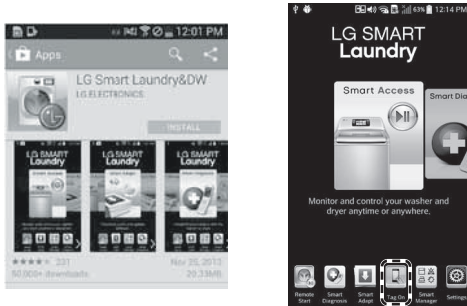 12:01 PM
Apps
LG Smart Laundry&DW
LG ELECTRONICS
INSTALL
LG SMART
Laundry
LG SMART
Laundry
LG SMART
Laundry
331
Nov 25, 2013
50,000+ downloads
20.33MB
63% 12:14 PM
LG SMART
Laundry
Smart Access
Smart Dia
Monitor and control your washer and
dryer anytime or anywhere.
Remote Start
Smart Diagnosis
Smart Adapt
Tag On
Smart Manager
Settings